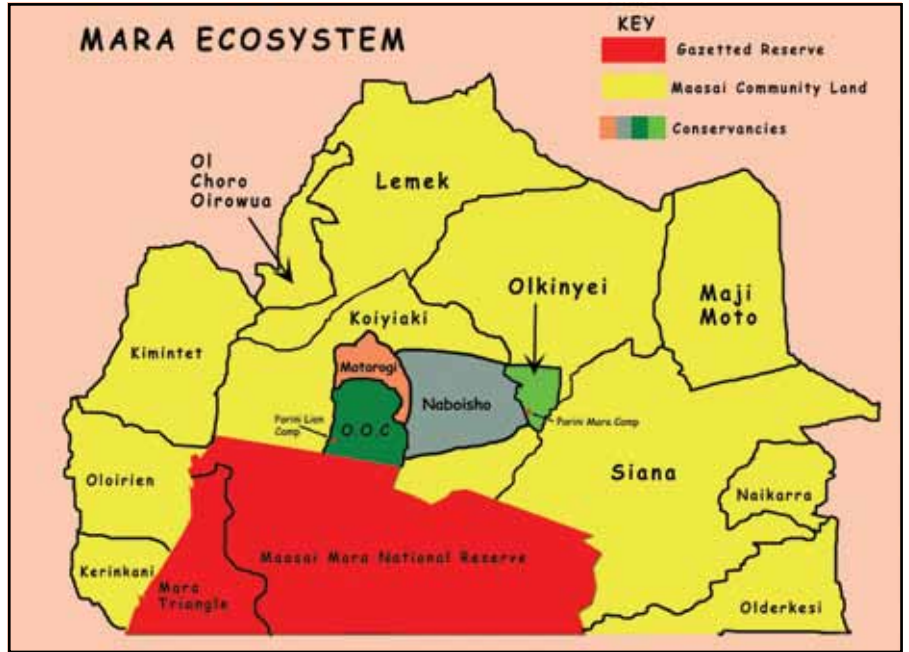 MARA ECOSYSTEM
KEY
Gazetted Reserve
Maasai Community Land
Conservancies
Ol
Choro
Oirowua
Lemek
Olkinyei
Maji
Moto
Koiyiaki
Kimintet
Motorogi
Naboisho
Porini Lion
Camp
O.O.C
Porini Mara Camp
Siana
Naikarra
Oloirien
Maasai Mara National Reserve
Kerinkani
Mara
Triangle
Olderkesi